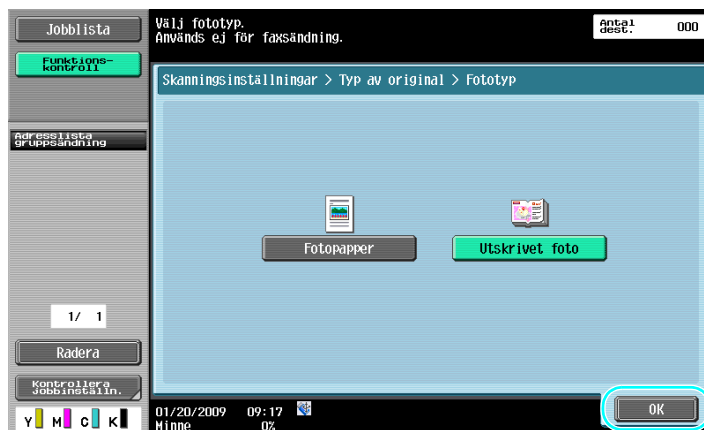 Jobblista
Funktions-
kontroll
Adresslista
gruppsändning
1/ 1
Radera
Kontrollera
Jobbinställn.
Y M C K
Välj fototyp.
Används ej för faxsändning.
Antal
dest.
000
Skanningsinställningar > Typ av original > Fototyp
Fotopapper
Utskrivet foto
OK
01/20/2009 09:17
Minne 0%